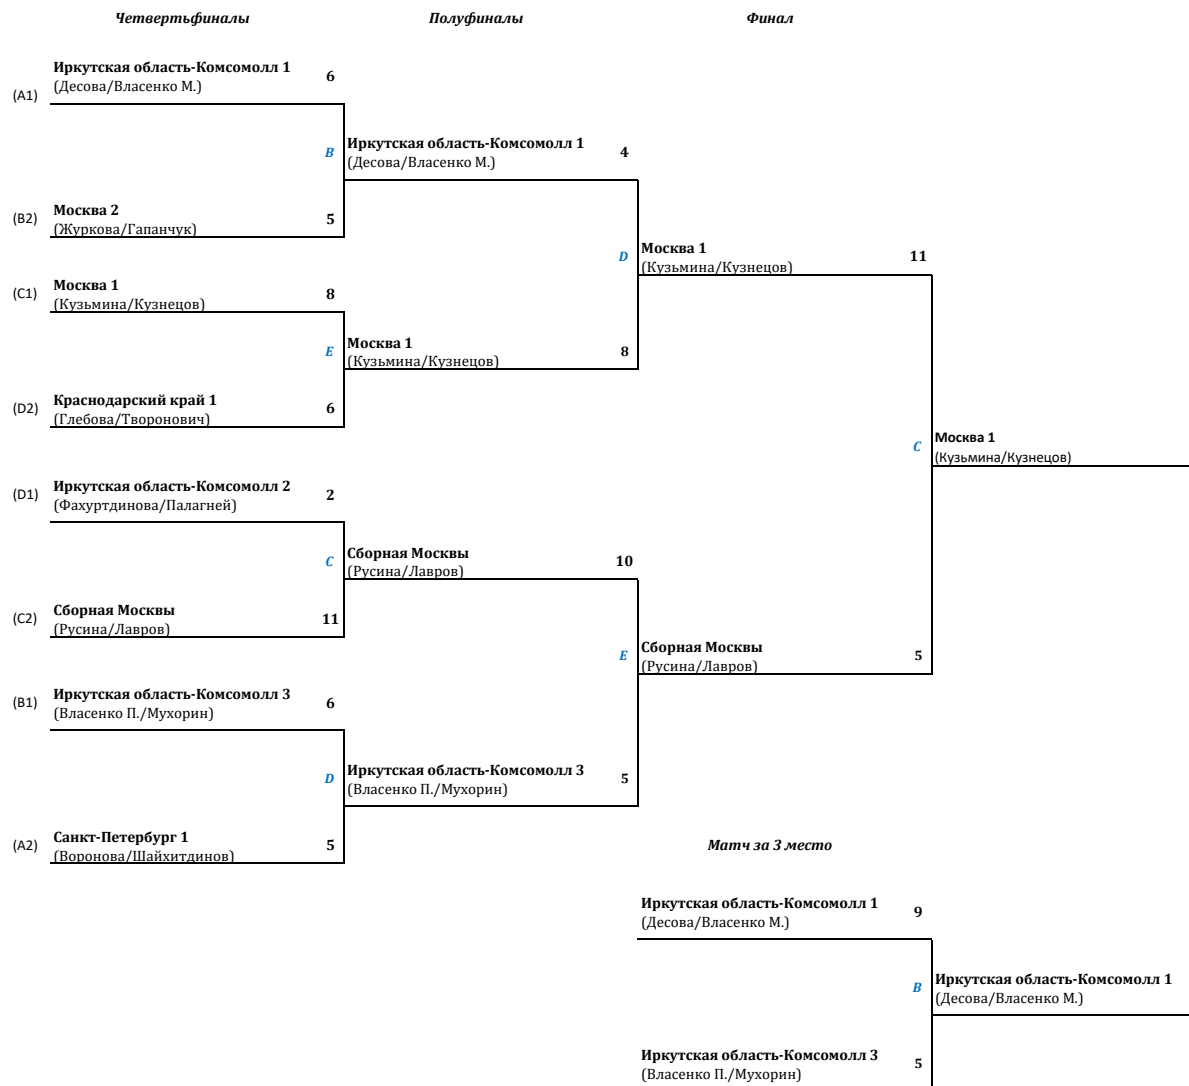 Четвертьфиналы
Полуфиналы
Финал
Иркутская область-Комсомолл 1
6
(A1)
(Десова/Власенко М.)
B
Иркутская область-Комсомолл 1
4
(Десова/Власенко М.)
(B2)
Москва 2
5
(Журкова/Гапанчук)
D
Москва 1
11
(Кузьмина/Кузнецов)
(C1)
Москва 1
8
(Кузьмина/Кузнецов)
E
Москва 1
8
(Кузьмина/Кузнецов)
(D2)
Краснодарский край 1
6
(Глебова/Творонович)
C
Москва 1
(Кузьмина/Кузнецов)
(D1)
Иркутская область-Комсомолл 2
2
(Фахуртдинова/Палагней)
C
Сборная Москвы
10
(Русина/Лавров)
(C2)
Сборная Москвы
11
(Русина/Лавров)
E
Сборная Москвы
5
(Русина/Лавров)
(B1)
Иркутская область-Комсомолл 3
6
(Власенко П./Мухорин)
D
Иркутская область-Комсомолл 3
5
(Власенко П./Мухорин)
(A2)
Санкт-Петербург 1
5
(Воронова/Шайхитдинов)
Матч за 3 место
Иркутская область-Комсомолл 1
9
(Десова/Власенко М.)
B
Иркутская область-Комсомолл 1
(Десова/Власенко М.)
Иркутская область-Комсомолл 3
5
(Власенко П./Мухорин)